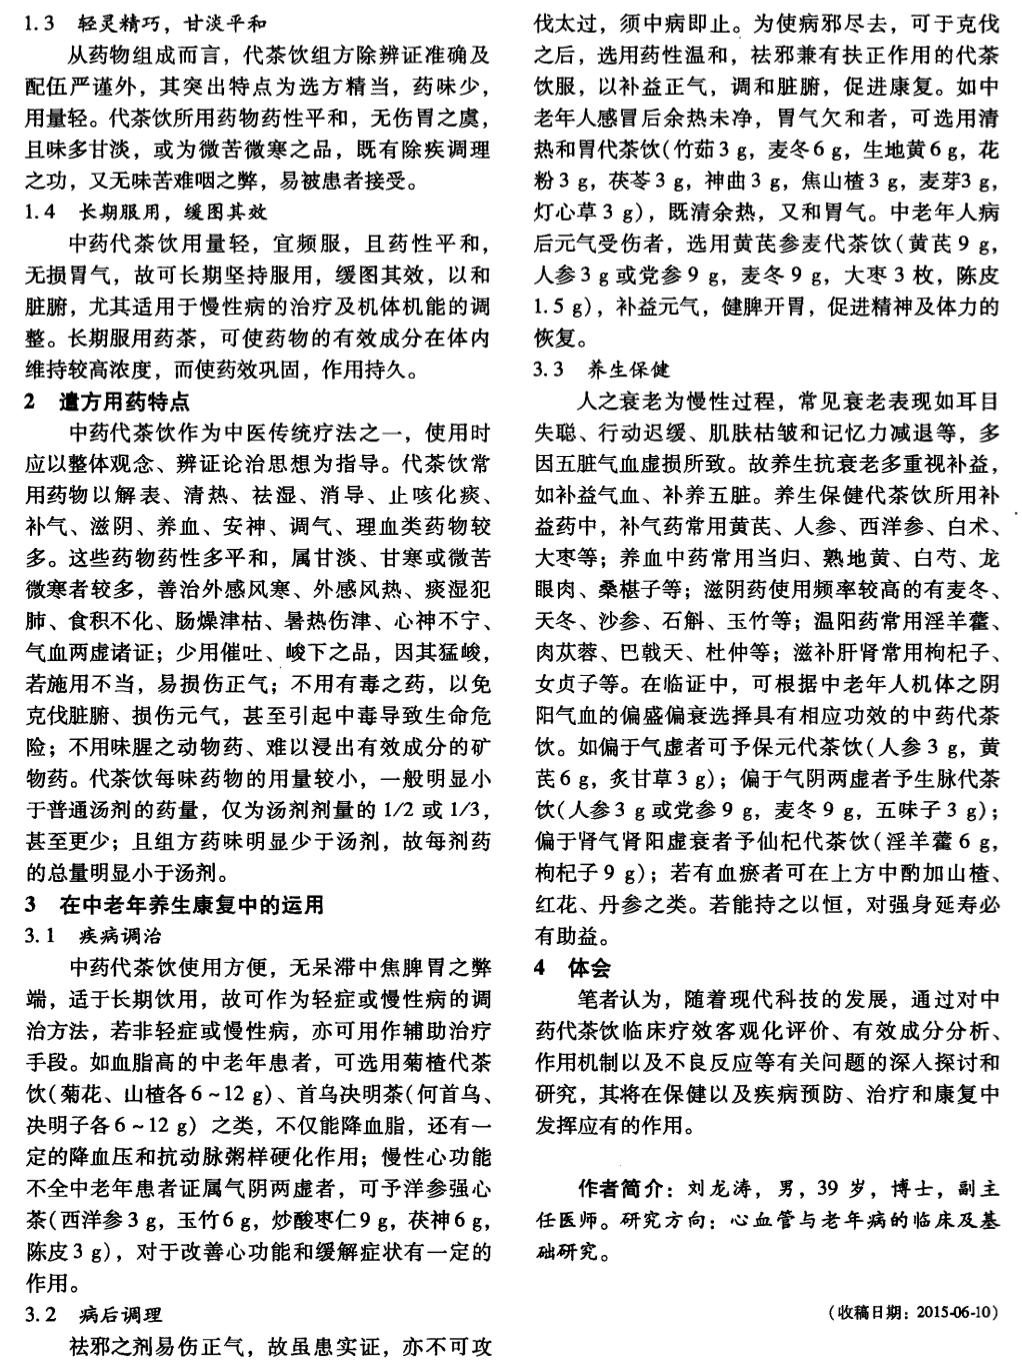 1.3 轻灵精巧，甘淡平和
从药物组成而言，代茶饮组方除辨证准确及
配伍严谨外，其突出特点为选方精当，药味少，
用量轻。代茶饮所用药物药性平和，无伤胃之虞，
且味多甘淡，或为微苦微寒之品，既有除疾调理
之功，又无味苦难咽之弊，易被患者接受。
1.4 长期服用，缓图其效
中药代茶饮用量轻，宜频服，且药性平和，
无损胃气，故可长期坚持服用，缓图其效，以和
脏腑，尤其适用于慢性病的治疗及机体机能的调
整。长期服用药茶，可使药物的有效成分在体内
维持较高浓度，而使药效巩固，作用持久。
2 遣方用药特点
中药代茶饮作为中医传统疗法之一，使用时
应以整体观念、辨证论治思想为指导。代茶饮常
用药物以解表、清热、祛湿、消导、止咳化痰、
补气、滋阴、养血、安神、调气、理血类药物较
多。这些药物药性多平和，属甘淡、甘寒或微苦
微寒者较多，善治外感风寒、外感风热、痰湿犯
肺、食积不化、肠燥津枯、暑热伤津、心神不宁、
气血两虚诸证；少用催吐、峻下之品，因其猛峻，
若施用不当，易损伤正气；不用有毒之药，以免
克伐脏腑、损伤元气，甚至引起中毒导致生命危
险；不用味腥之动物药、难以浸出有效成分的矿
物药。代茶饮每味药物的用量较小，一般明显小
于普通汤剂的药量，仅为汤剂剂量的 1/2 或 1/3，
甚至更少；且组方药味明显少于汤剂，故每剂药
的总量明显小于汤剂。
3 在中老年养生康复中的运用
3.1 疾病调治
中药代茶饮使用方便，无呆滞中焦脾胃之弊
端，适于长期饮用，故可作为轻症或慢性病的调
治方法，若非轻症或慢性病，亦可用作辅助治疗
手段。如血脂高的中老年患者，可选用菊楂代茶
饮(菊花、山楂各 6～12 g)、首乌决明茶(何首乌、
决明子各 6～12 g) 之类，不仅能降血脂，还有一
定的降血压和抗动脉粥样硬化作用；慢性心功能
不全中老年患者证属气阴两虚者，可予洋参强心
茶(西洋参 3 g，玉竹 6 g，炒酸枣仁 9 g，茯神 6 g，
陈皮 3 g)，对于改善心功能和缓解症状有一定的
作用。
3.2 病后调理
祛邪之剂易伤正气，故虽患实证，亦不可攻
伐太过，须中病即止。为使病邪尽去，可于克伐
之后，选用药性温和，祛邪兼有扶正作用的代茶
饮服，以补益正气，调和脏腑，促进康复。如中
老年人感冒后余热未净，胃气欠和者，可选用清
热和胃代茶饮(竹茹 3 g，麦冬 6 g，生地黄 6 g，花
粉 3 g，茯苓 3 g，神曲 3 g，焦山楂 3 g，麦芽3 g，
灯心草 3 g)，既清余热，又和胃气。中老年人病
后元气受伤者，选用黄芪参麦代茶饮(黄芪 9 g，
人参 3 g 或党参 9 g，麦冬 9 g，大枣 3 枚，陈皮
1.5 g)，补益元气，健脾开胃，促进精神及体力的
恢复。
3.3 养生保健
人之衰老为慢性过程，常见衰老表现如耳目
失聪、行动迟缓、肌肤枯皱和记忆力减退等，多
因五脏气血虚损所致。故养生抗衰老多重视补益，
如补益气血、补养五脏。养生保健代茶饮所用补
益药中，补气药常用黄芪、人参、西洋参、白术、
大枣等；养血中药常用当归、熟地黄、白芍、龙
眼肉、桑椹子等；滋阴药使用频率较高的有麦冬、
天冬、沙参、石斛、玉竹等；温阳药常用淫羊藿、
肉苁蓉、巴戟天、杜仲等；滋补肝肾常用枸杞子、
女贞子等。在临证中，可根据中老年人机体之阴
阳气血的偏盛偏衰选择具有相应功效的中药代茶
饮。如偏于气虚者可予保元代茶饮(人参 3 g，黄
芪 6 g，炙甘草 3 g)；偏于气阴两虚者予生脉代茶
饮(人参 3 g 或党参 9 g，麦冬 9 g，五味子 3 g)；
偏于肾气肾阳虚衰者予仙杞代茶饮(淫羊藿 6 g，
枸杞子 9 g)；若有血瘀者可在上方中酌加山楂、
红花、丹参之类。若能持之以恒，对强身延寿必
有助益。
4 体会
笔者认为，随着现代科技的发展，通过对中
药代茶饮临床疗效客观化评价、有效成分分析、
作用机制以及不良反应等有关问题的深入探讨和
研究，其将在保健以及疾病预防、治疗和康复中
发挥应有的作用。
作者简介：刘龙涛，男，39 岁，博士，副主
任医师。研究方向：心血管与老年病的临床及基
础研究。
(收稿日期：2015-06-10)